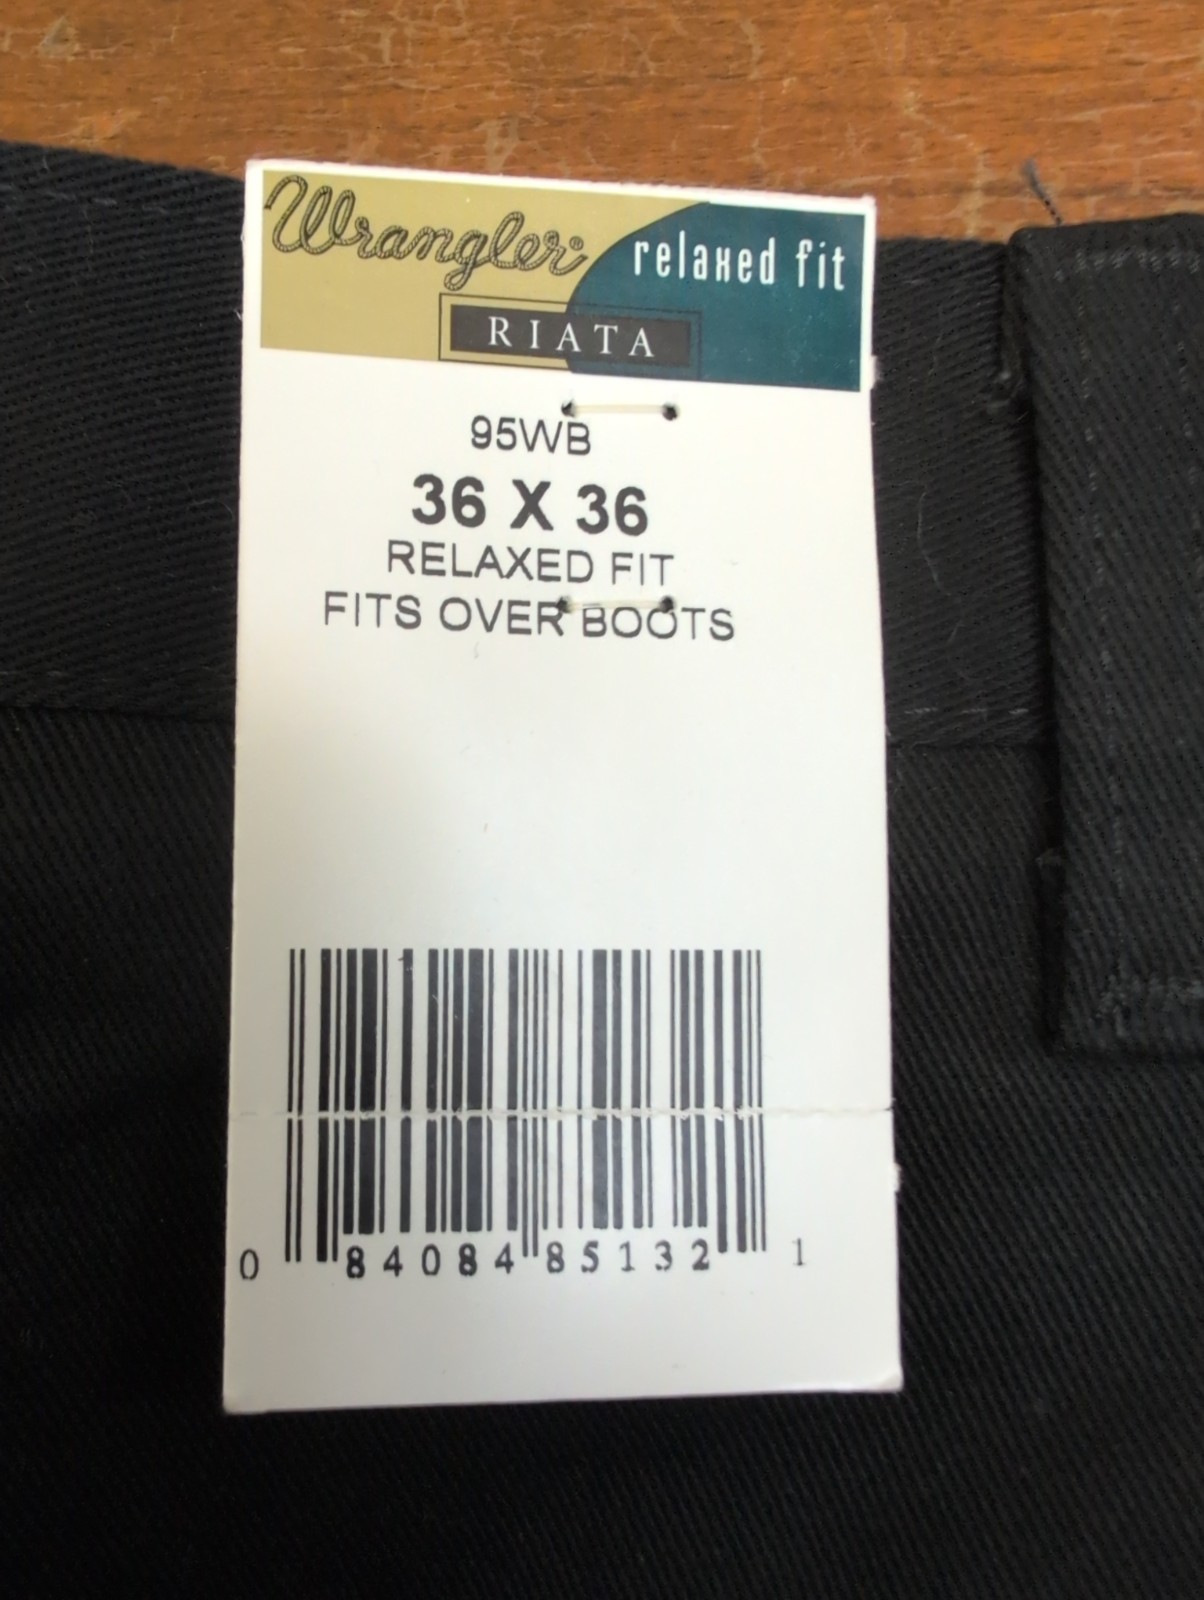 Wrangler® relaxed fit
RIATA
95WB
36 X 36
RELAXED FIT
FITS OVER BOOTS
0 84084 85132 1